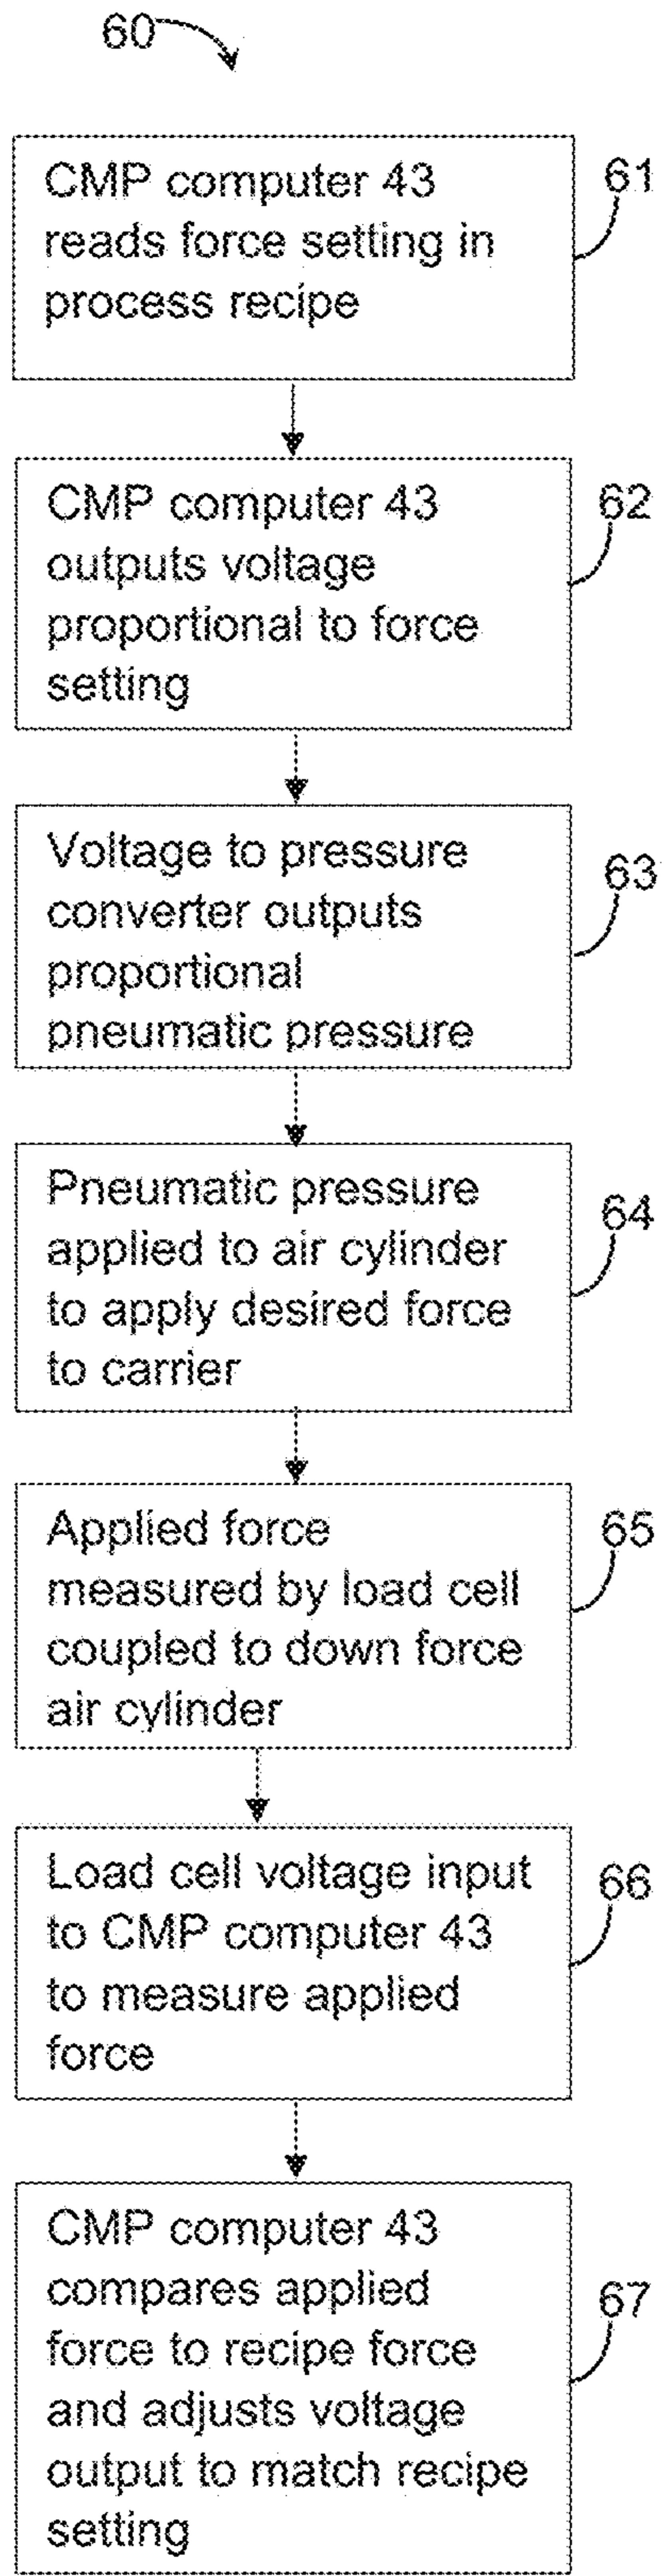 60
CMP computer 43
reads force setting in
process recipe
61
CMP computer 43
outputs voltage
proportional to force
setting
62
Voltage to pressure
converter outputs
proportional
pneumatic pressure
63
Pneumatic pressure
applied to air cylinder
to apply desired force
to carrier
64
Applied force
measured by load cell
coupled to down force
air cylinder
65
Load cell voltage input
to CMP computer 43
to measure applied
force
66
CMP computer 43
compares applied
force to recipe force
and adjusts voltage
output to match recipe
setting
67